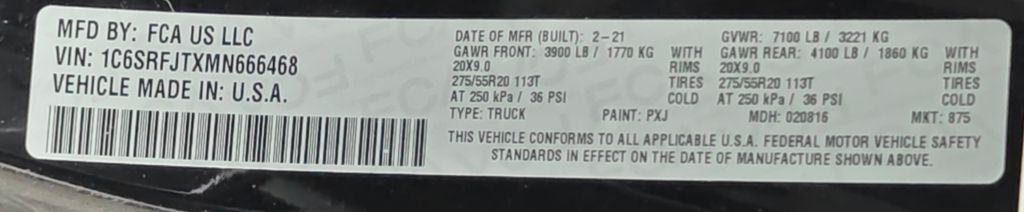 MFD BY: FCA US LLC
VIN: 1C6SRFJTXMN666468
VEHICLE MADE IN: U.S.A.
DATE OF MFR (BUILT): 2-21 GVWR: 7100 LB / 3221 KG
GAWR FRONT: 3900 LB / 1770 KG WITH GAWR REAR: 4100 LB / 1860 KG WITH
20X9.0 RIMS 20X9.0 RIMS
275/55R20 113T TIRES 275/55R20 113T TIRES
AT 250 kPa / 36 PSI COLD AT 250 kPa / 36 PSI COLD
TYPE: TRUCK PAINT: PXJ MDH: 020816 MKT: 875
THIS VEHICLE CONFORMS TO ALL APPLICABLE U.S.A. FEDERAL MOTOR VEHICLE SAFETY
STANDARDS IN EFFECT ON THE DATE OF MANUFACTURE SHOWN ABOVE.